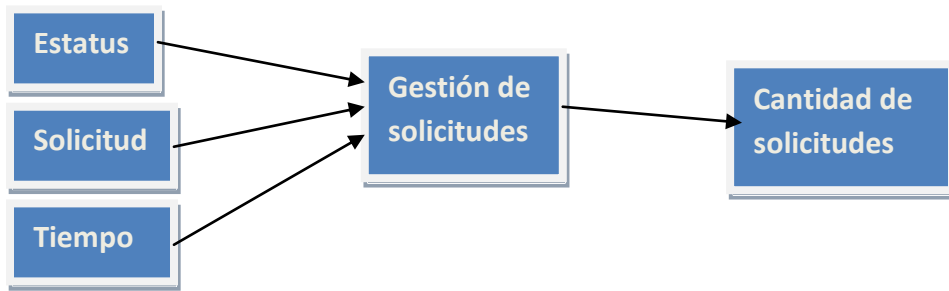 Estatus
Solicitud
Tiempo
Gestión de
solicitudes
Cantidad de
solicitudes